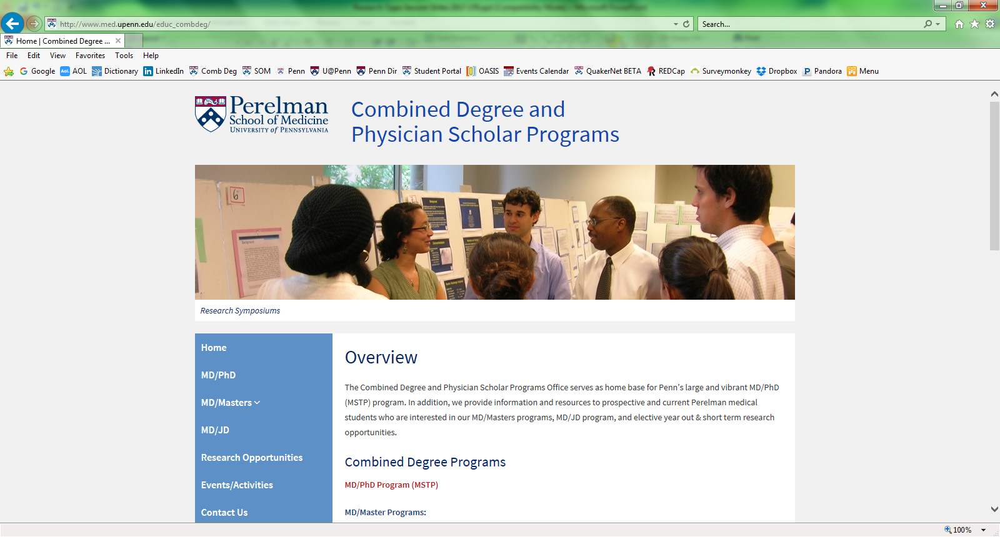 http://www.med.upenn.edu/educ_combdeg/
Search...
Home | Combined Degree ...
File Edit View Favorites Tools Help
Google AOL Dictionary LinkedIn Comb Deg SOM Penn U@Penn Penn Dir Student Portal OASIS Events Calendar QuakerNet BETA REDCap Surveymonkey Dropbox Pandora Menu
Perelman
School of Medicine
University of Pennsylvania
Combined Degree and
Physician Scholar Programs
6
Background
Research Symposiums
Home
MD/PhD
MD/Masters
MD/JD
Research Opportunities
Events/Activities
Contact Us
Overview
The Combined Degree and Physician Scholar Programs Office serves as home base for Penn’s large and vibrant MD/PhD
(MSTP) program. In addition, we provide information and resources to prospective and current Perelman medical
students who are interested in our MD/Masters programs, MD/JD program, and elective year out & short term research
opportunities.
Combined Degree Programs
MD/PhD Program (MSTP)
MD/Master Programs:
100%